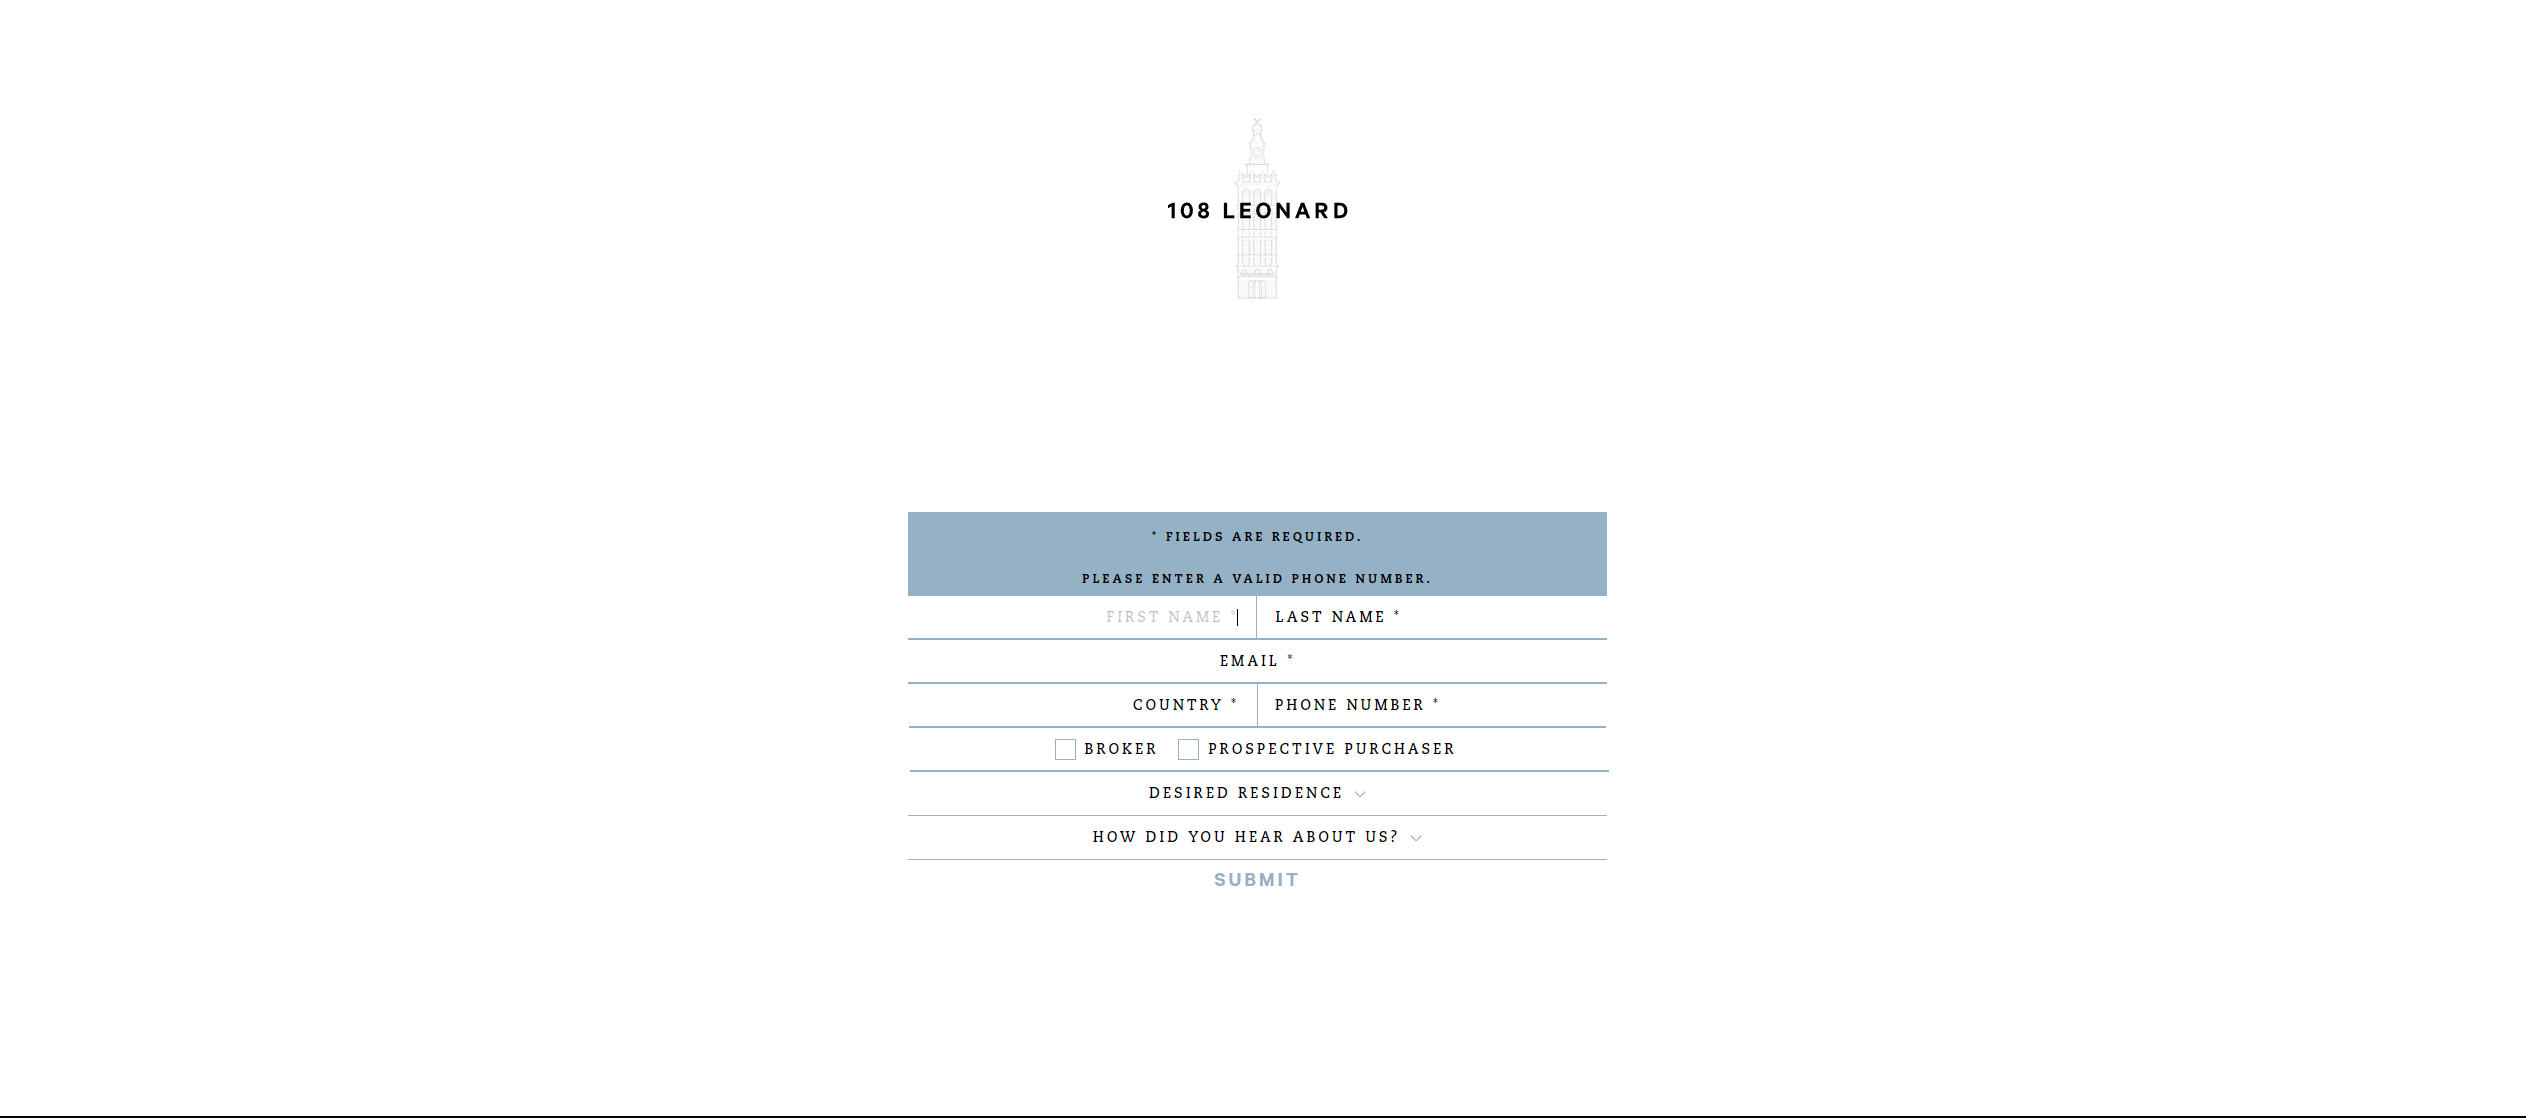 108 LEONARD
* FIELDS ARE REQUIRED.
PLEASE ENTER A VALID PHONE NUMBER.
FIRST NAME * LAST NAME *
EMAIL *
COUNTRY * PHONE NUMBER *
BROKER PROSPECTIVE PURCHASER
DESIRED RESIDENCE
HOW DID YOU HEAR ABOUT US?
SUBMIT